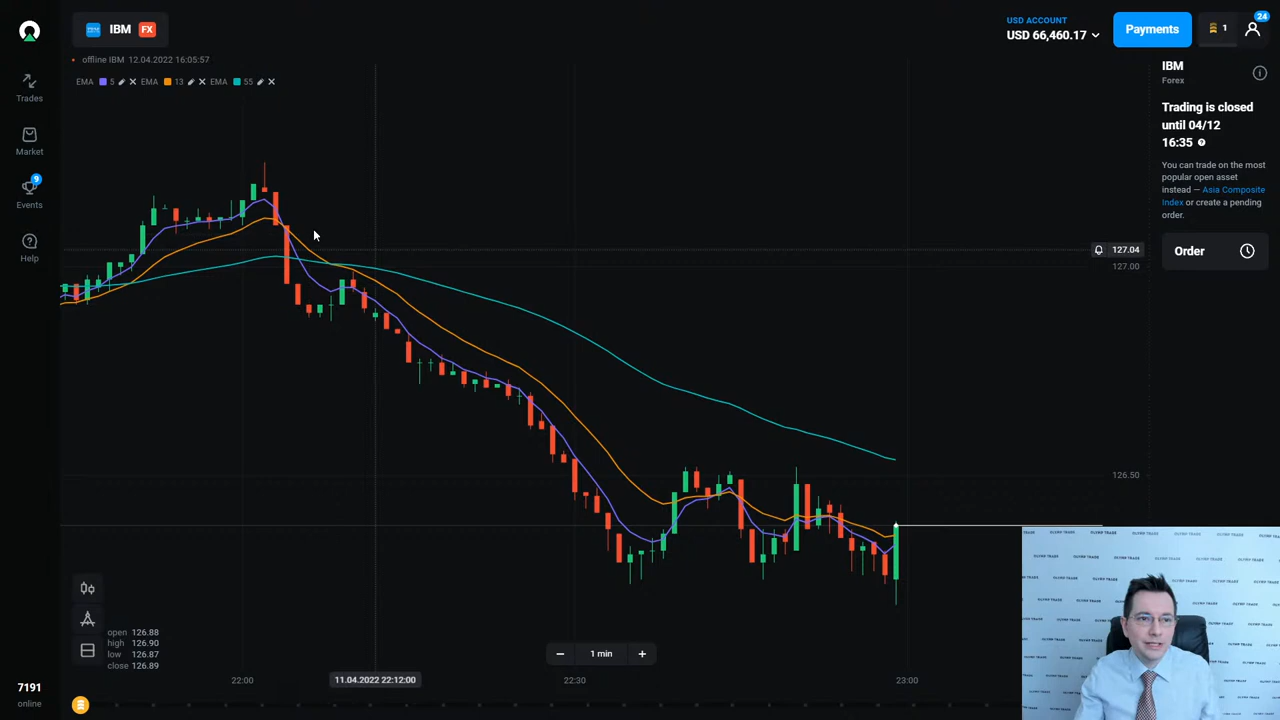 IBM FX
USD ACCOUNT
USD 66,460.17
Payments
1
24
offline IBM 12.04.2022 16:05:57
EMA 5 EMA 13 EMA 55
Trades
Market
9
Events
Help
IBM
Forex
Trading is closed
until 04/12
16:35
You can trade on the most
popular open asset
instead — Asia Composite
Index or create a pending
order.
Order
127.04
127.00
126.50
open 126.88
high 126.90
low 126.87
close 126.89
1 min
22:00
11.04.2022 22:12:00
22:30
23:00
7191
online
OLYMP TRADE